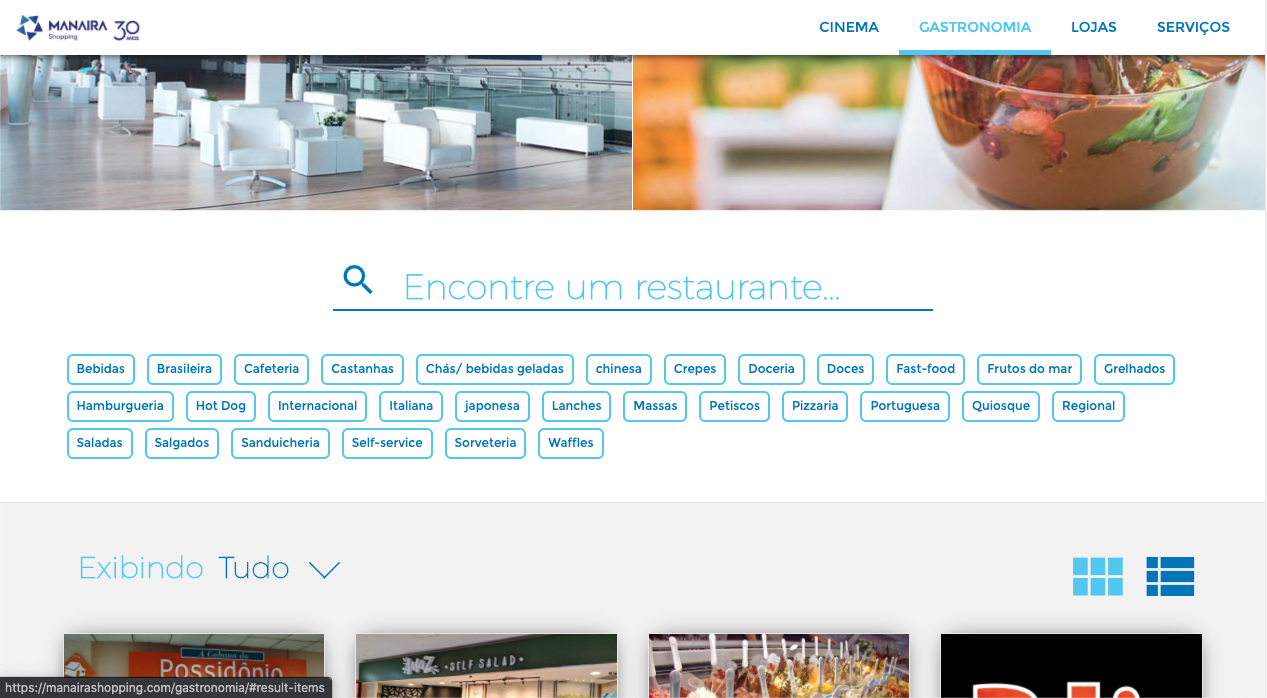 MANAIRA 30
Shopping ANOS
CINEMA GASTRONOMIA LOJAS SERVIÇOS
Encontre um restaurante...
Bebidas Brasileira Cafeteria Castanhas Chás/ bebidas geladas chinesa Crepes Doceria Doces Fast-food Frutos do mar Grelhados
Hamburgueria Hot Dog Internacional Italiana japonesa Lanches Massas Petiscos Pizzaria Portuguesa Quiosque Regional
Saladas Salgados Sanduicheria Self-service Sorveteria Waffles
Exibindo Tudo
A Cabana do
Possidônio
SELF SALAD
https://manairashopping.com/gastronomia/#result-items